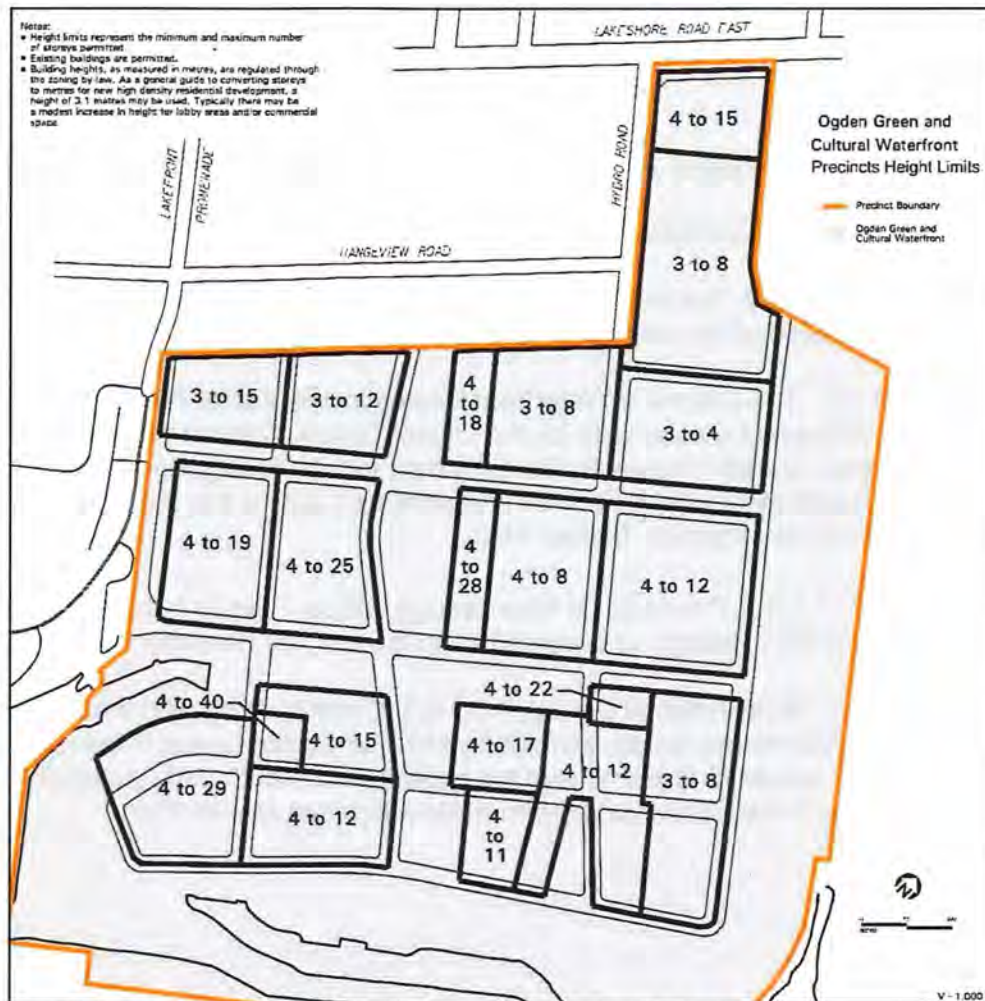 Notes:
• Height limits represent the minimum and maximum number
of storeys permitted.
• Existing buildings are permitted.
• Building heights, as measured in metres, are regulated through
the zoning by-law. As a general guide to converting storeys
to metres for new high density residential development, a
height of 3.1 metres may be used. Typically there may be
a modest increase in height for lobby areas and/or commercial
space.
LAKESHORE ROAD EAST
LAKEFRONT
PROMENADE
HYDRO ROAD
RANGEVIEW ROAD
Ogden Green and
Cultural Waterfront
Precincts Height Limits
Precinct Boundary
Ogden Green and
Cultural Waterfront
4 to 15
3 to 8
3 to 15
3 to 12
4
to
18
3 to 8
3 to 4
4 to 19
4 to 25
4
to
28
4 to 8
4 to 12
4 to 22
4 to 40
4 to 15
4 to 17
4 to 12
3 to 8
4 to 29
4 to 12
4
to
11
V - 1.000